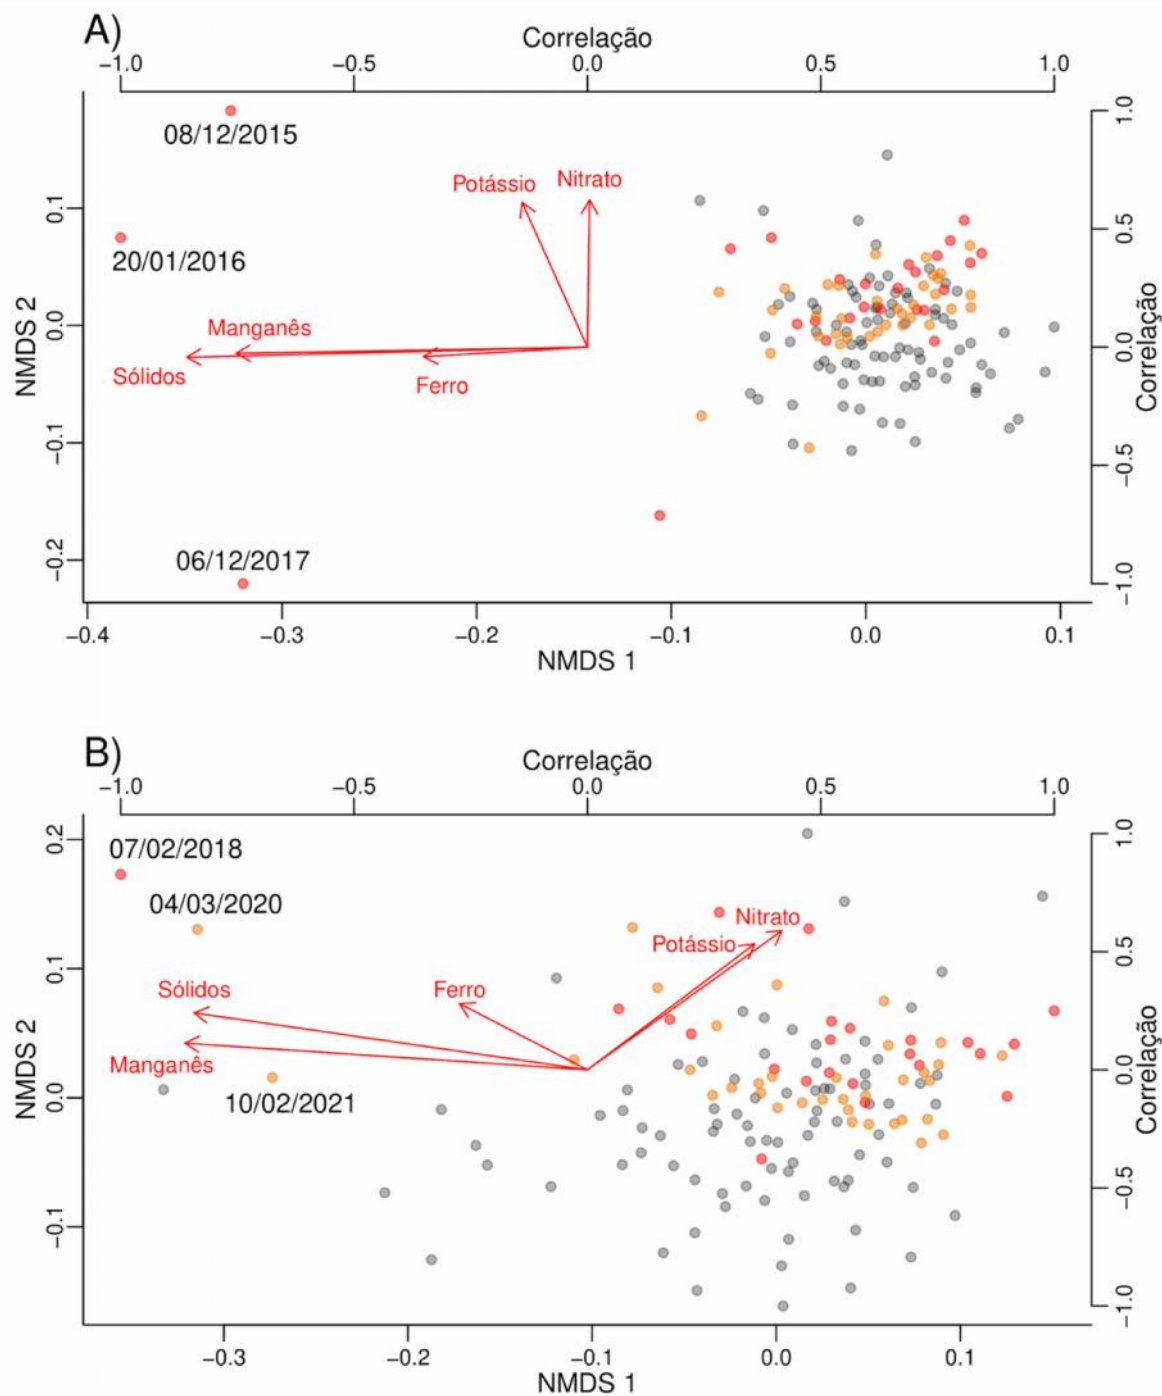 A)
Correlação
−1.0 −0.5 0.0 0.5 1.0
08/12/2015
1.0
Potássio Nitrato
0.1
20/01/2016
0.5
NMDS 2
0.0
Manganês
0.0
Correlação
Sólidos
Ferro
−0.1
−0.5
06/12/2017
−0.2
−1.0
−0.4 −0.3 −0.2 −0.1 0.0 0.1
NMDS 1
B)
Correlação
−1.0 −0.5 0.0 0.5 1.0
0.2
07/02/2018
1.0
04/03/2020
Nitrato
Potássio
0.5
0.1
Sólidos
Ferro
NMDS 2
Manganês
0.0
10/02/2021
0.0
Correlação
−0.5
−0.1
−1.0
−0.3 −0.2 −0.1 0.0 0.1
NMDS 1